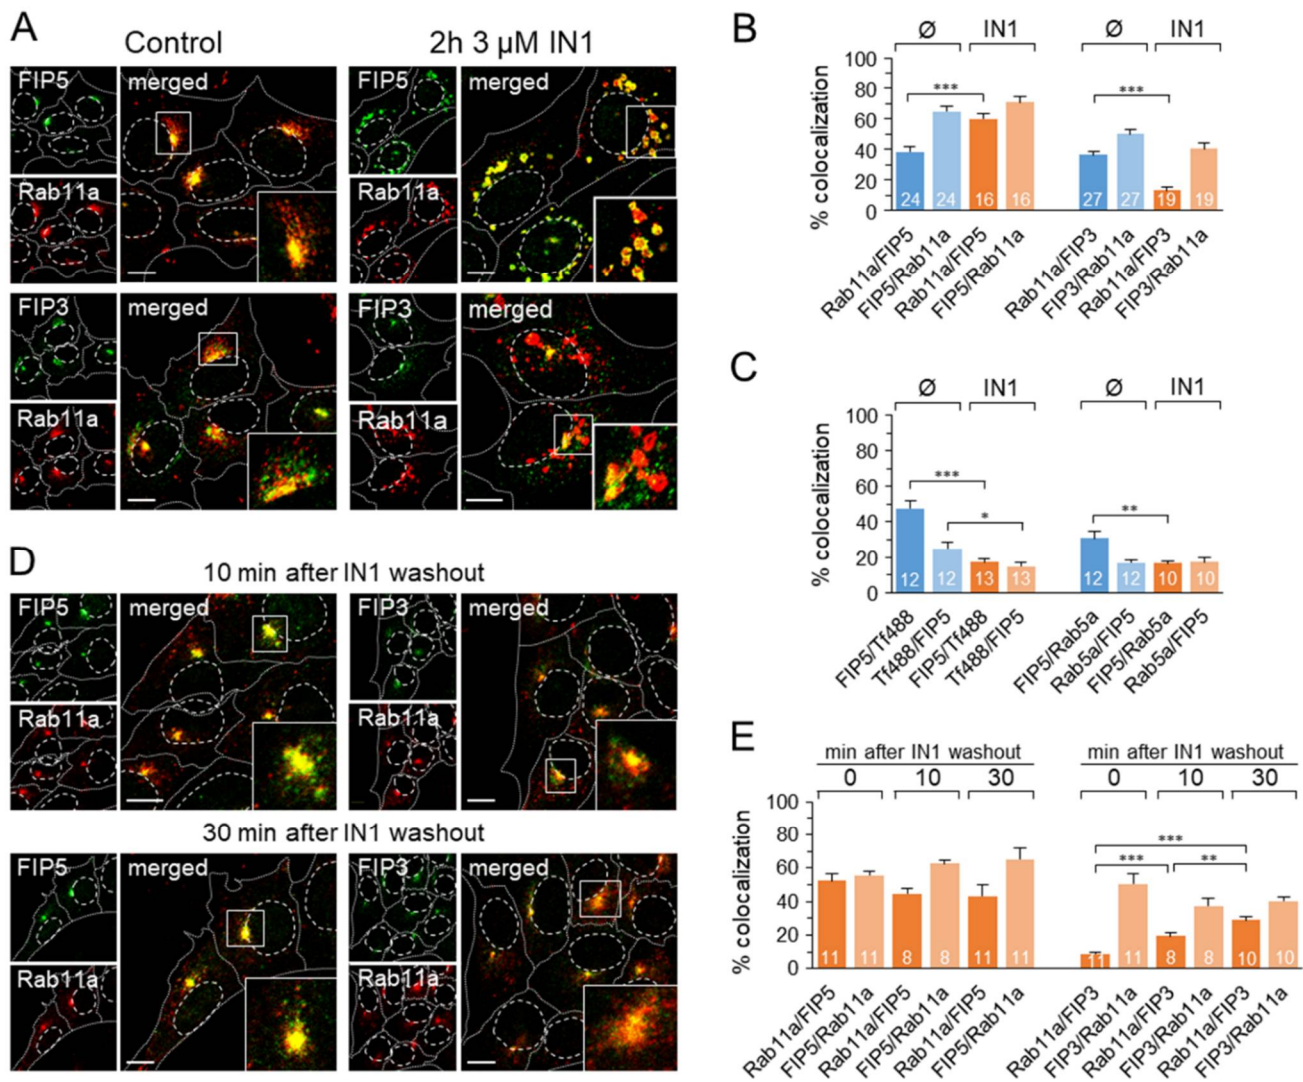 A
Control
2h 3 µM IN1
FIP5
merged
FIP5
merged
Rab11a
Rab11a
FIP3
merged
FIP3
merged
Rab11a
Rab11a
B
Ø IN1 Ø IN1
% colocalization
100
80
60
40
20
0
*** ***
24 24 16 16 27 27 19 19
Rab11a/FIP5
FIP5/Rab11a
Rab11a/FIP5
FIP5/Rab11a
Rab11a/FIP3
FIP3/Rab11a
Rab11a/FIP3
FIP3/Rab11a
C
Ø IN1 Ø IN1
% colocalization
100
80
60
40
20
0
*** * **
12 12 13 13 12 12 10 10
FIP5/Tf488
Tf488/FIP5
FIP5/Tf488
Tf488/FIP5
FIP5/Rab5a
Rab5a/FIP5
FIP5/Rab5a
Rab5a/FIP5
D
10 min after IN1 washout
FIP5
merged
FIP3
merged
Rab11a
Rab11a
30 min after IN1 washout
FIP5
merged
FIP3
merged
Rab11a
Rab11a
E
min after IN1 washout
0 10 30
min after IN1 washout
0 10 30
% colocalization
100
80
60
40
20
0
***
*** **
11 11 8 8 11 11 11 11 8 8 10 10
Rab11a/FIP5
FIP5/Rab11a
Rab11a/FIP5
FIP5/Rab11a
Rab11a/FIP5
FIP5/Rab11a
Rab11a/FIP3
FIP3/Rab11a
Rab11a/FIP3
FIP3/Rab11a
Rab11a/FIP3
FIP3/Rab11a